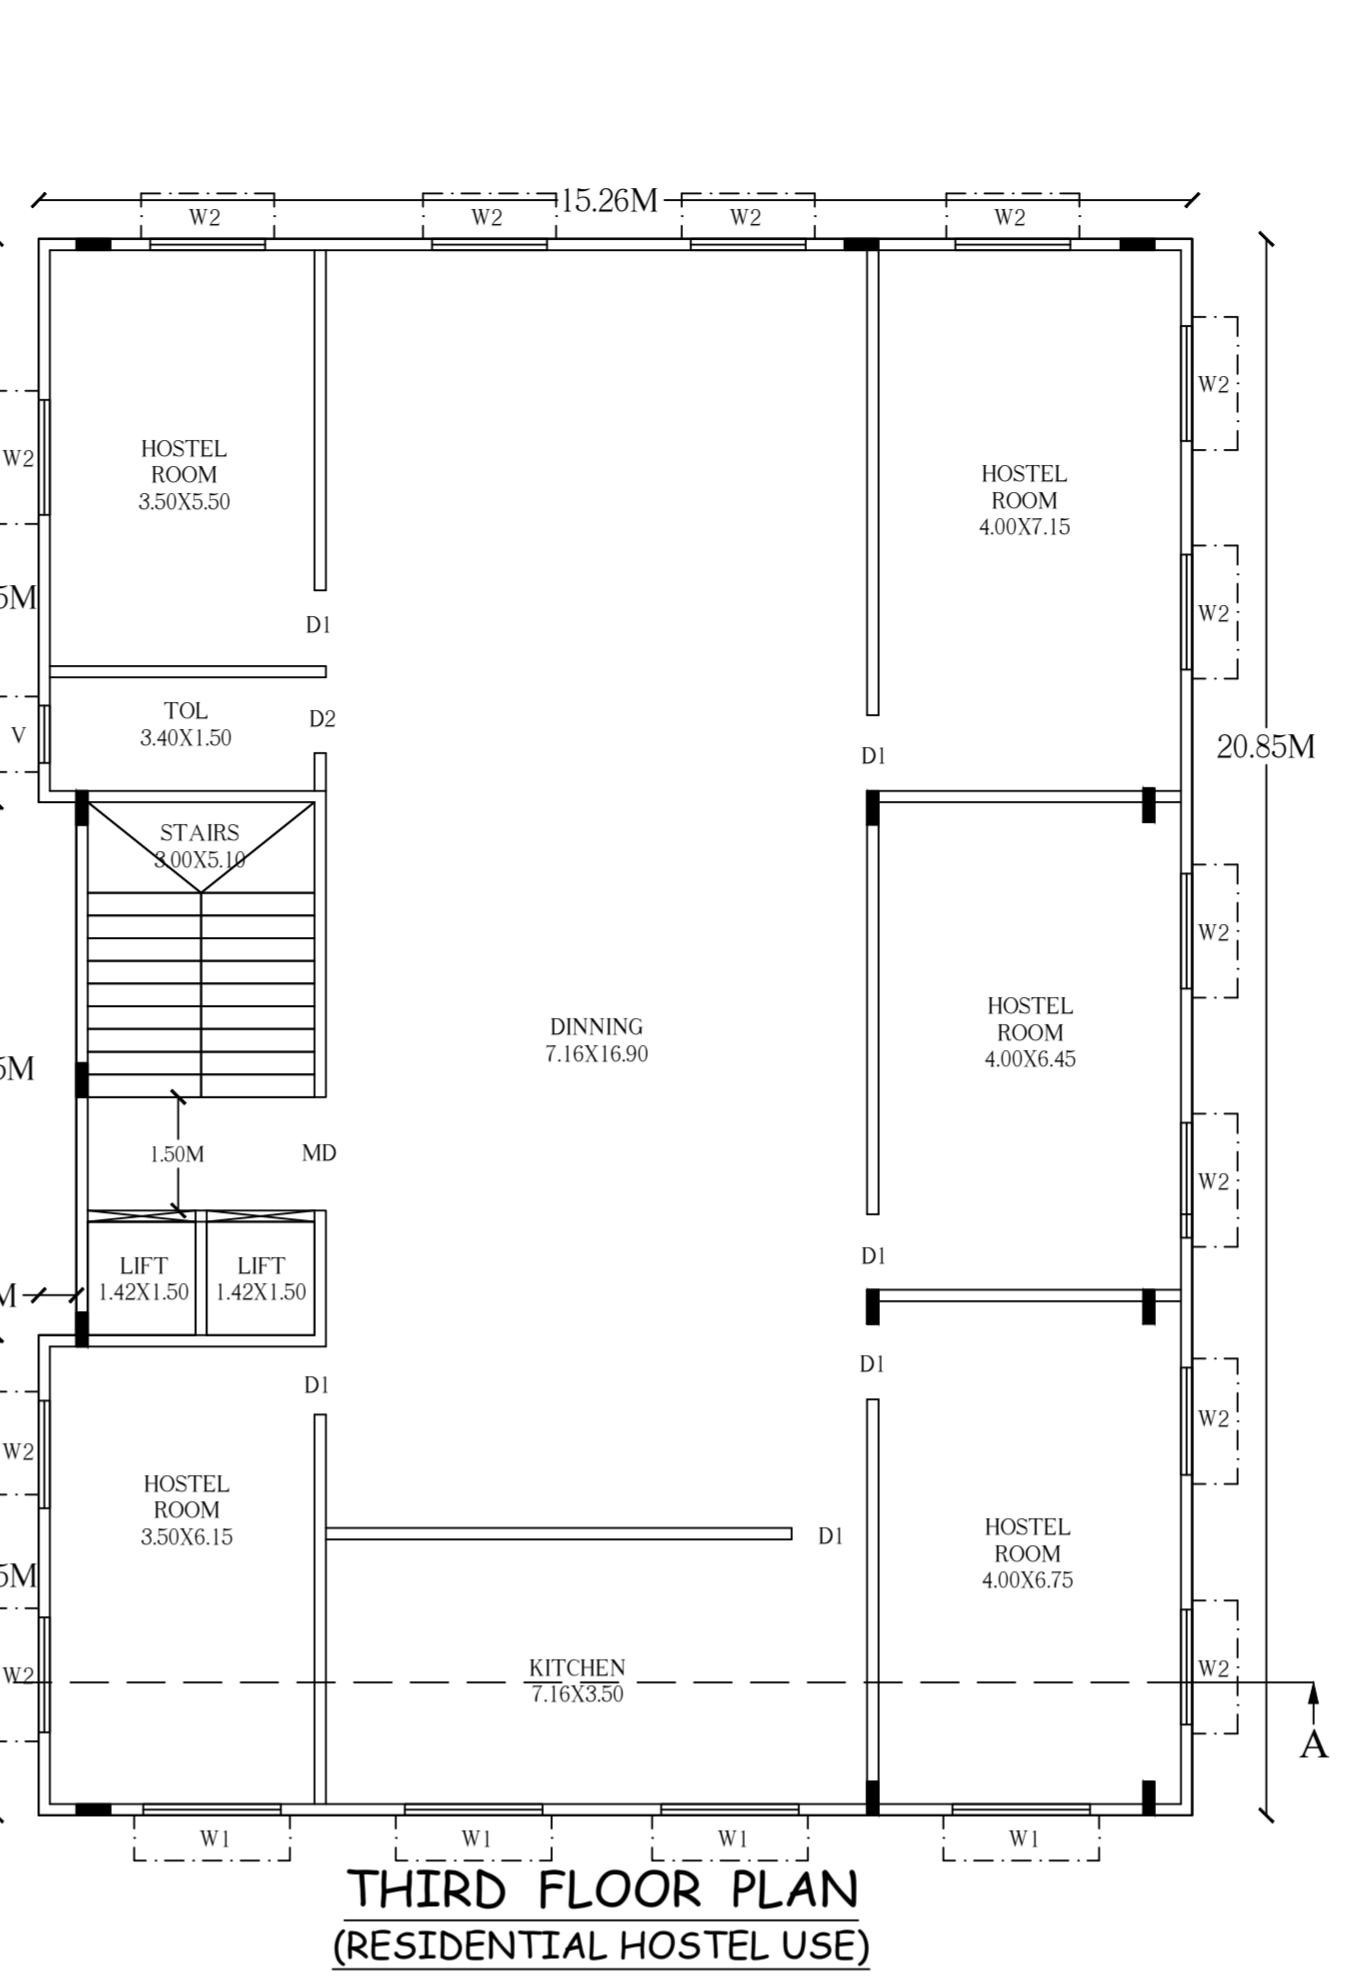 15.26M
W2
W2
W2
W2
W2
W2
HOSTEL
ROOM
3.50X5.50
HOSTEL
ROOM
4.00X7.15
5M
D1
W2
TOL
3.40X1.50
D2
V
D1
20.85M
STAIRS
3.00X5.10
W2
HOSTEL
ROOM
4.00X6.45
DINNING
7.16X16.90
5M
1.50M
MD
W2
LIFT
1.42X1.50
LIFT
1.42X1.50
D1
M
D1
D1
W2
W2
HOSTEL
ROOM
3.50X6.15
D1
HOSTEL
ROOM
4.00X6.75
5M
KITCHEN
7.16X3.50
W2
W2
A
W1
W1
W1
W1
THIRD FLOOR PLAN
(RESIDENTIAL HOSTEL USE)